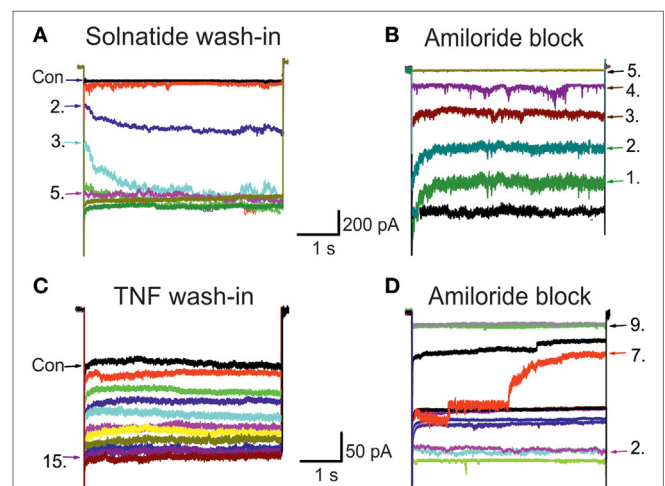 A Solnatide wash-in
Con
2.
3.
5.
200 pA
1 s
B Amiloride block
5.
4.
3.
2.
1.
C TNF wash-in
Con
15.
50 pA
1 s
D Amiloride block
9.
7.
2.